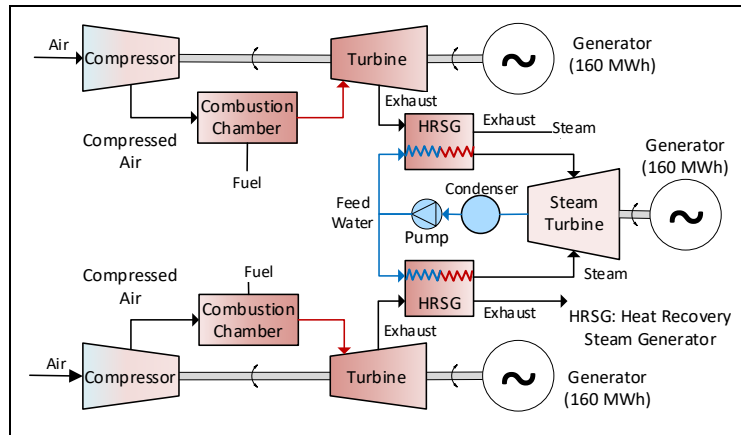 Air
Compressor
Turbine
Generator
(160 MWh)
~
Compressed
Air
Combustion
Chamber
Fuel
Exhaust
HRSG
Exhaust
Steam
Generator
(160 MWh)
~
Feed
Water
Pump
Condenser
Steam
Turbine
Steam
HRSG
Exhaust
Exhaust
HRSG: Heat Recovery
Steam Generator
Compressed
Air
Fuel
Combustion
Chamber
Air
Compressor
Turbine
~
Generator
(160 MWh)